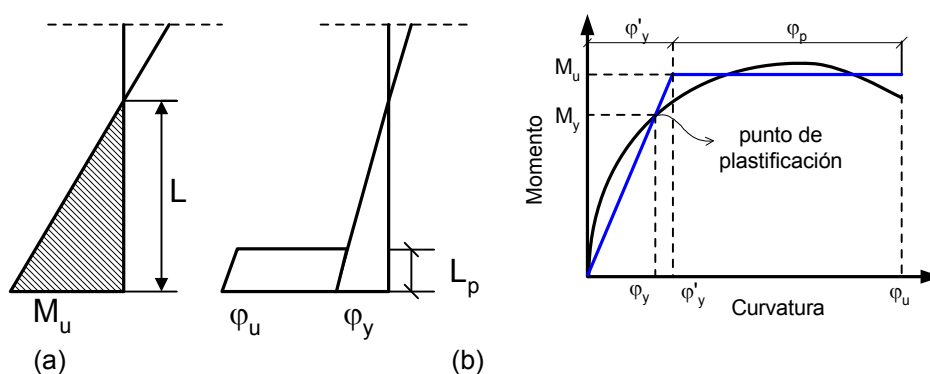 L
M_u
(a)
L_p
φ_u
φ_y
(b)
φ'_y
φ_p
M_u
M_y
punto de
plastificación
Momento
φ_y
φ'_y
Curvatura
φ_u